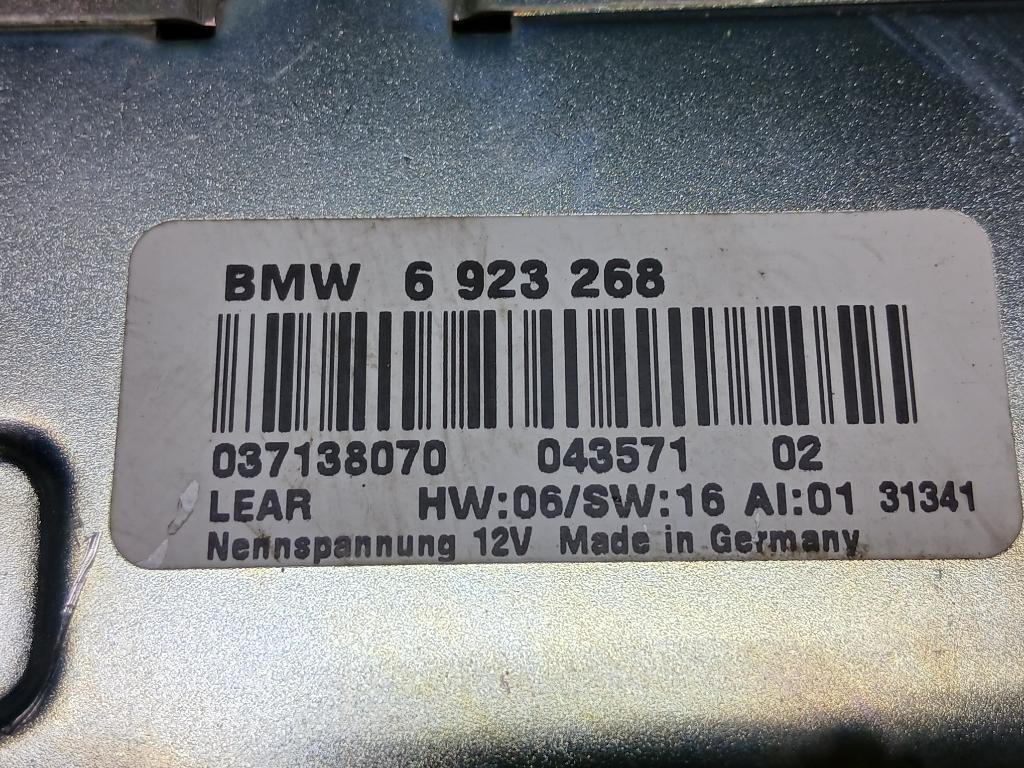 BMW 6 923 268
037138070 043571 02
LEAR HW:06/SW:16 AI:01 31341
Nennspannung 12V Made in Germany